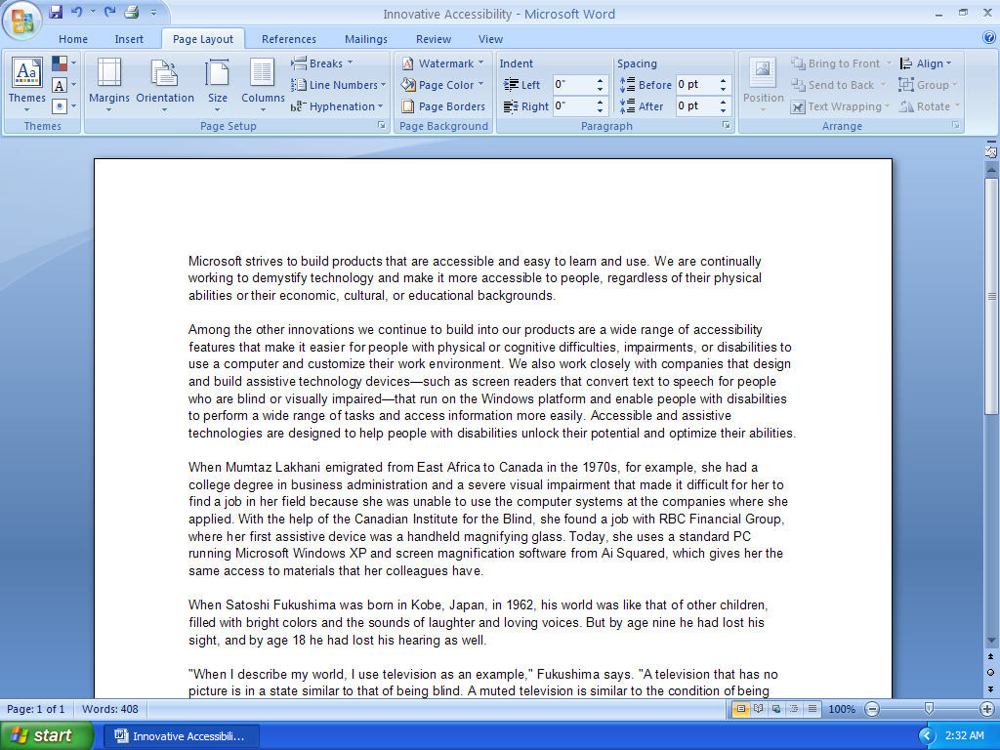 Innovative Accessibility - Microsoft Word
Home Insert Page Layout References Mailings Review View
Aa Themes
Margins Orientation Size Columns
Breaks
Line Numbers
Hyphenation
Watermark
Page Color
Page Borders
Indent
Left 0"
Right 0"
Spacing
Before 0 pt
After 0 pt
Position
Bring to Front
Send to Back
Text Wrapping
Align
Group
Rotate
Themes Page Setup Page Background Paragraph Arrange
Microsoft strives to build products that are accessible and easy to learn and use. We are continually
working to demystify technology and make it more accessible to people, regardless of their physical
abilities or their economic, cultural, or educational backgrounds.
Among the other innovations we continue to build into our products are a wide range of accessibility
features that make it easier for people with physical or cognitive difficulties, impairments, or disabilities to
use a computer and customize their work environment. We also work closely with companies that design
and build assistive technology devices—such as screen readers that convert text to speech for people
who are blind or visually impaired—that run on the Windows platform and enable people with disabilities
to perform a wide range of tasks and access information more easily. Accessible and assistive
technologies are designed to help people with disabilities unlock their potential and optimize their abilities.
When Mumtaz Lakhani emigrated from East Africa to Canada in the 1970s, for example, she had a
college degree in business administration and a severe visual impairment that made it difficult for her to
find a job in her field because she was unable to use the computer systems at the companies where she
applied. With the help of the Canadian Institute for the Blind, she found a job with RBC Financial Group,
where her first assistive device was a handheld magnifying glass. Today, she uses a standard PC
running Microsoft Windows XP and screen magnification software from Ai Squared, which gives her the
same access to materials that her colleagues have.
When Satoshi Fukushima was born in Kobe, Japan, in 1962, his world was like that of other children,
filled with bright colors and the sounds of laughter and loving voices. But by age nine he had lost his
sight, and by age 18 he had lost his hearing as well.
"When I describe my world, I use television as an example," Fukushima says. "A television that has no
picture is in a state similar to that of being blind. A muted television is similar to the condition of being
Page: 1 of 1 Words: 408 100%
start Innovative Accessibili... 2:32 AM